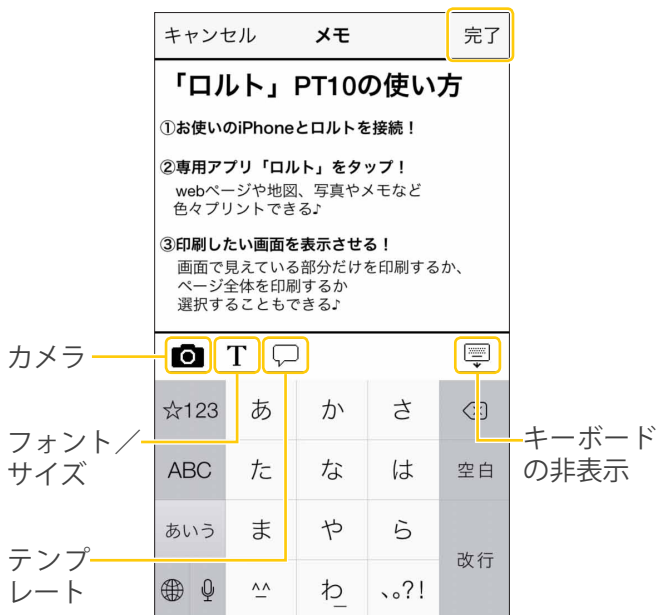 キャンセル メモ 完了
「ロルト」PT10の使い方
①お使いのiPhoneとロルトを接続！
②専用アプリ「ロルト」をタップ！
webページや地図、写真やメモなど
色々プリントできる♪
③印刷したい画面を表示させる！
画面で見えている部分だけを印刷するか、
ページ全体を印刷するか
選択することもできる♪
カメラ
T
☆123 あ か さ
フォント／
サイズ
キーボード
の非表示
ABC た な は 空白
あいう ま や ら
テンプ
レート
改行
^^ わ_ 、。?!